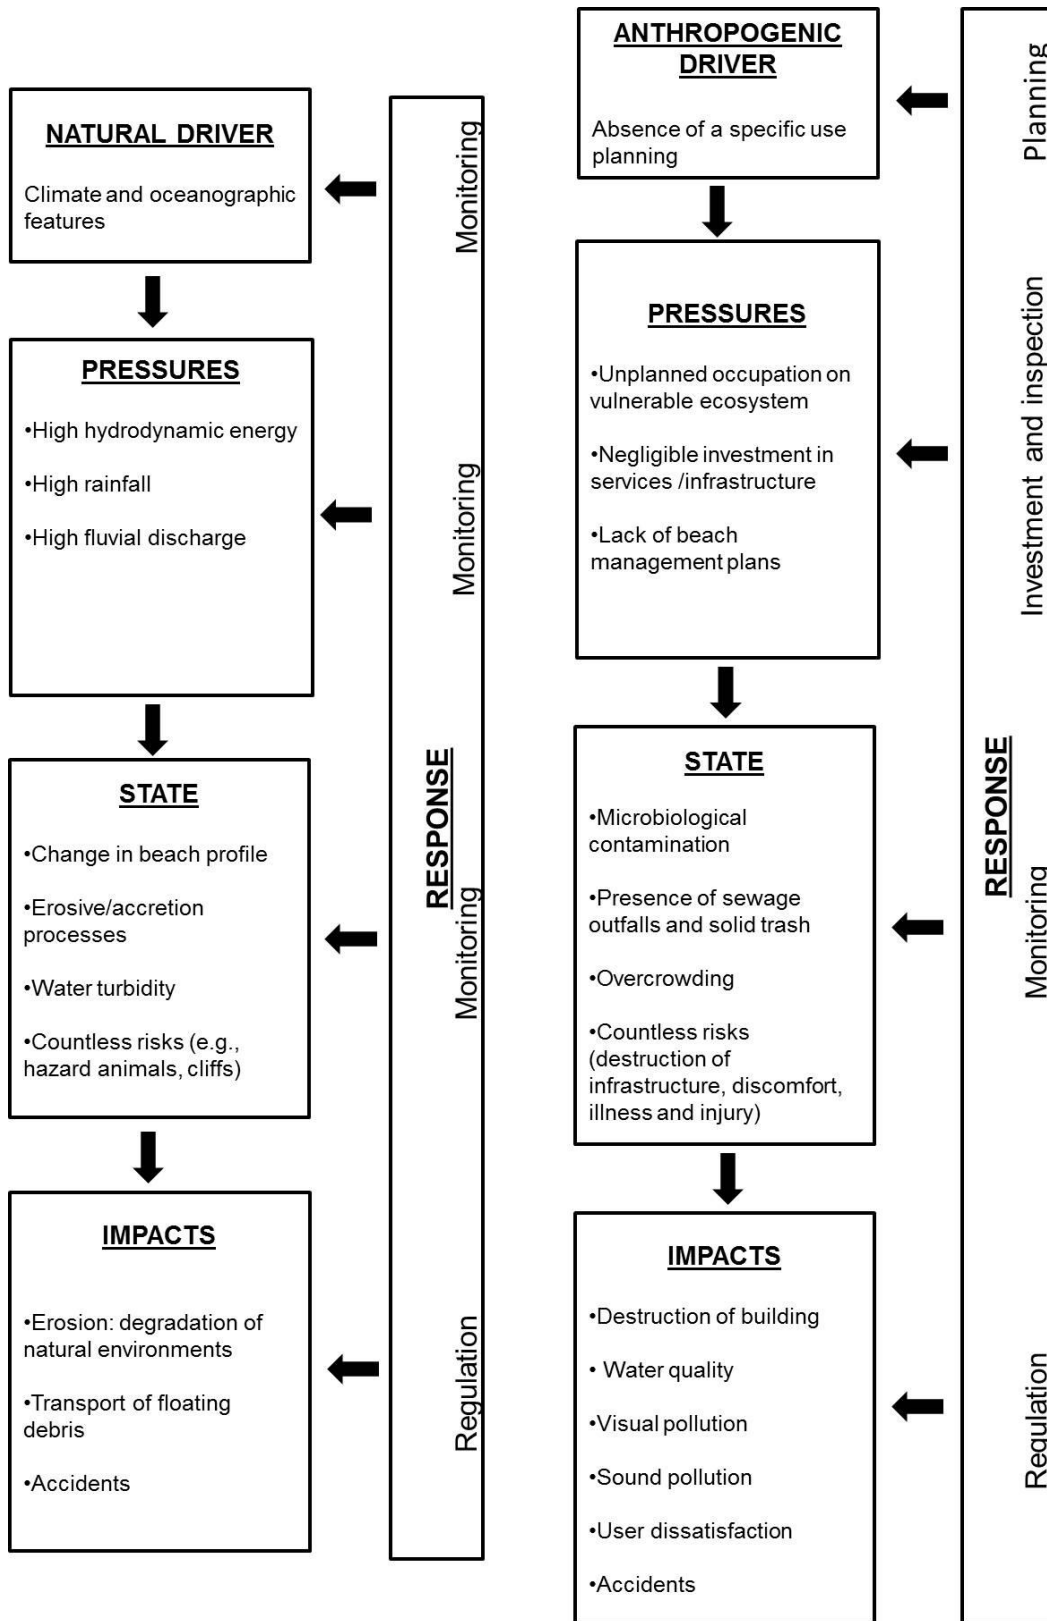 NATURAL DRIVER
Climate and oceanographic
features
PRESSURES
•High hydrodynamic energy
•High rainfall
•High fluvial discharge
STATE
•Change in beach profile
•Erosive/accretion
processes
•Water turbidity
•Countless risks (e.g.,
hazard animals, cliffs)
IMPACTS
•Erosion: degradation of
natural environments
•Transport of floating
debris
•Accidents
RESPONSE
Monitoring
Monitoring
Monitoring
Regulation
ANTHROPOGENIC
DRIVER
Absence of a specific use
planning
PRESSURES
•Unplanned occupation on
vulnerable ecosystem
•Negligible investment in
services /infrastructure
•Lack of beach
management plans
STATE
•Microbiological
contamination
•Presence of sewage
outfalls and solid trash
•Overcrowding
•Countless risks
(destruction of
infrastructure, discomfort,
illness and injury)
IMPACTS
•Destruction of building
• Water quality
•Visual pollution
•Sound pollution
•User dissatisfaction
•Accidents
RESPONSE
Planning
Investment and inspection
Monitoring
Regulation